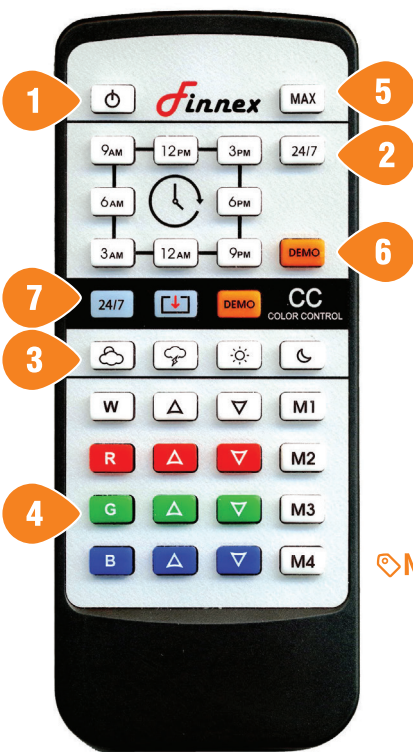 1 Finnex MAX 5
9AM 12PM 3PM 24/7 2
6AM 6PM
3AM 12AM 9PM DEMO 6
7 24/7 DEMO CC
COLOR CONTROL
3
W M1
R M2
4 G M3
B M4